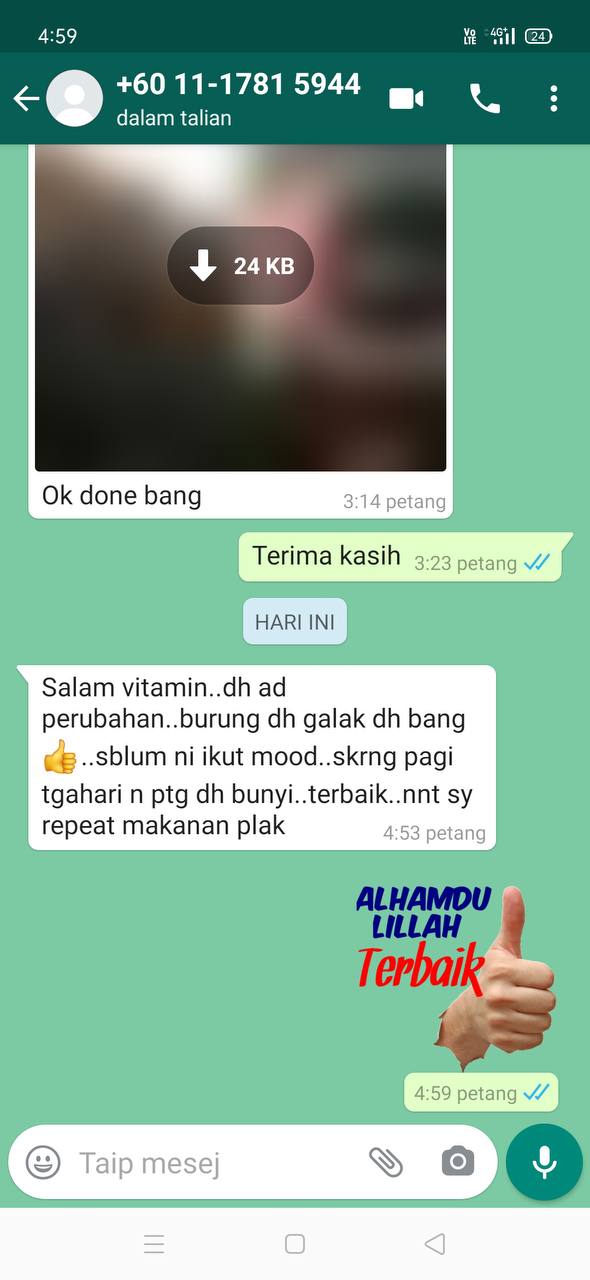 4:59
Vo LTE 4G+ 24
+60 11-1781 5944
dalam talian
24 KB
Ok done bang
3:14 petang
Terima kasih 3:23 petang
HARI INI
Salam vitamin..dh ad
perubahan..burung dh galak dh bang
👍..sblum ni ikut mood..skrng pagi
tgahari n ptg dh bunyi..terbaik..nnt sy
repeat makanan plak
4:53 petang
ALHAMDU
LILLAH
Terbaik
4:59 petang
Taip mesej